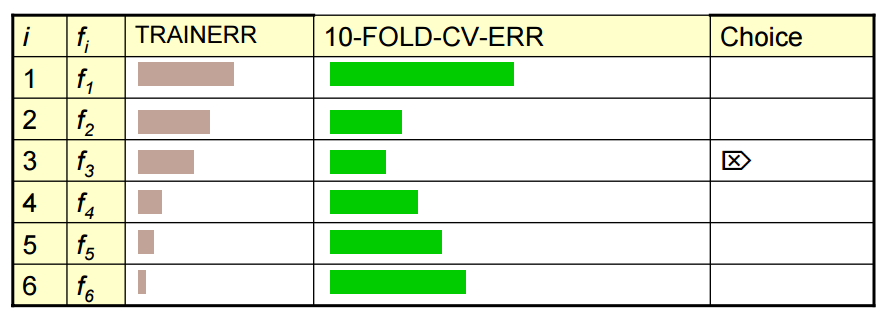 i fi TRAINERR 10-FOLD-CV-ERR Choice
1 f1
2 f2
3 f3 ⌦
4 f4
5 f5
6 f6